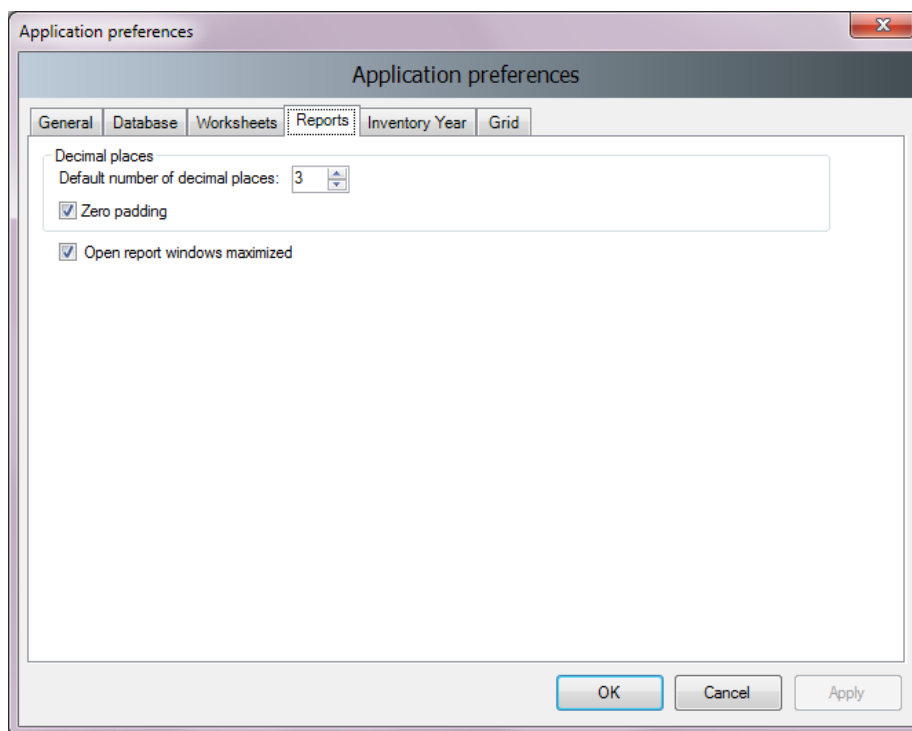 Application preferences
Application preferences
General Database Worksheets Reports Inventory Year Grid
Decimal places
Default number of decimal places: 3
Zero padding
Open report windows maximized
OK Cancel Apply